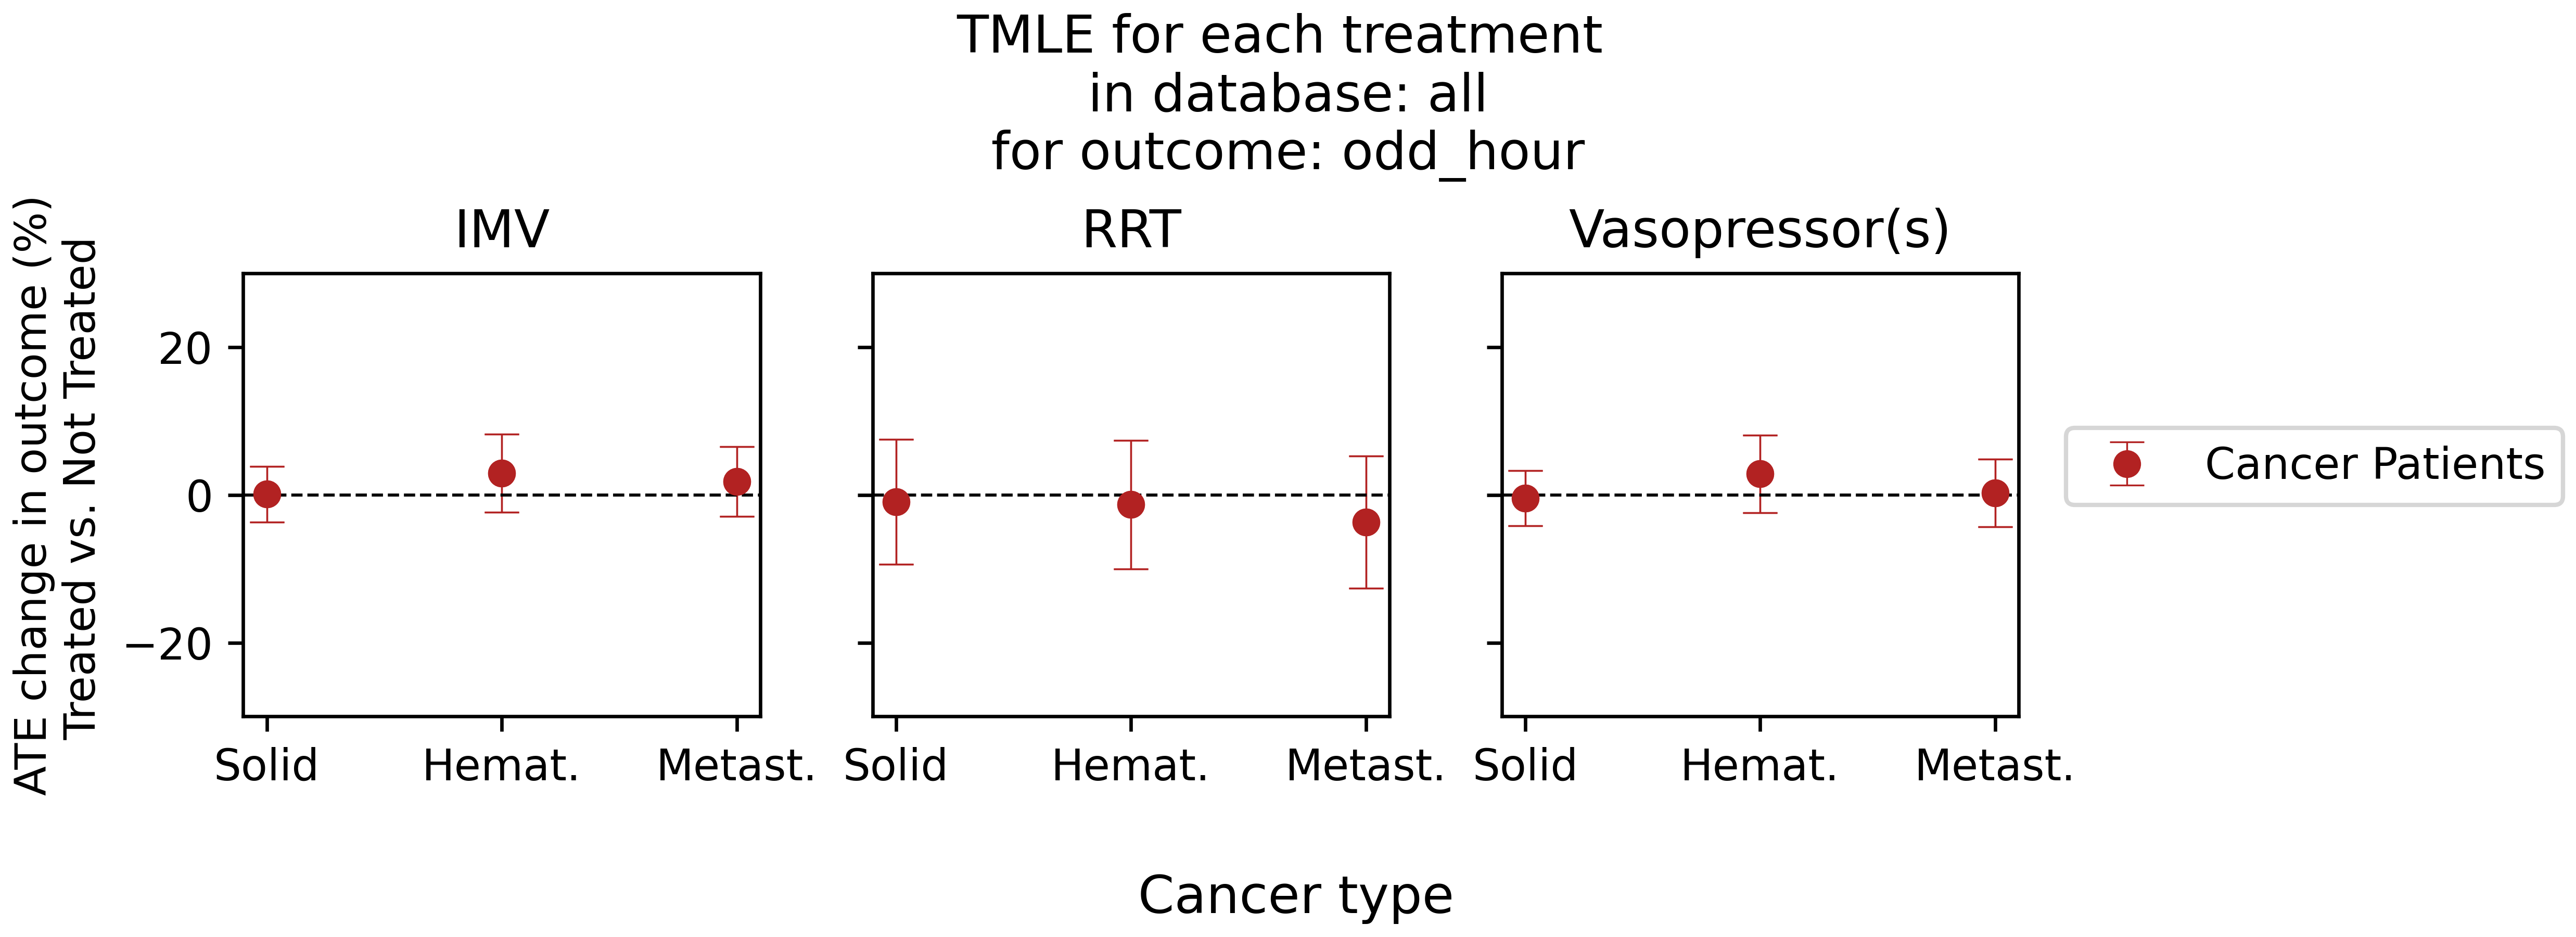 TMLE for each treatment
in database: all
for outcome: odd_hour
ATE change in outcome (%)
Treated vs. Not Treated
IMV
RRT
Vasopressor(s)
20
0
−20
Solid
Hemat.
Metast.
Solid
Hemat.
Metast.
Solid
Hemat.
Metast.
Cancer Patients
Cancer type